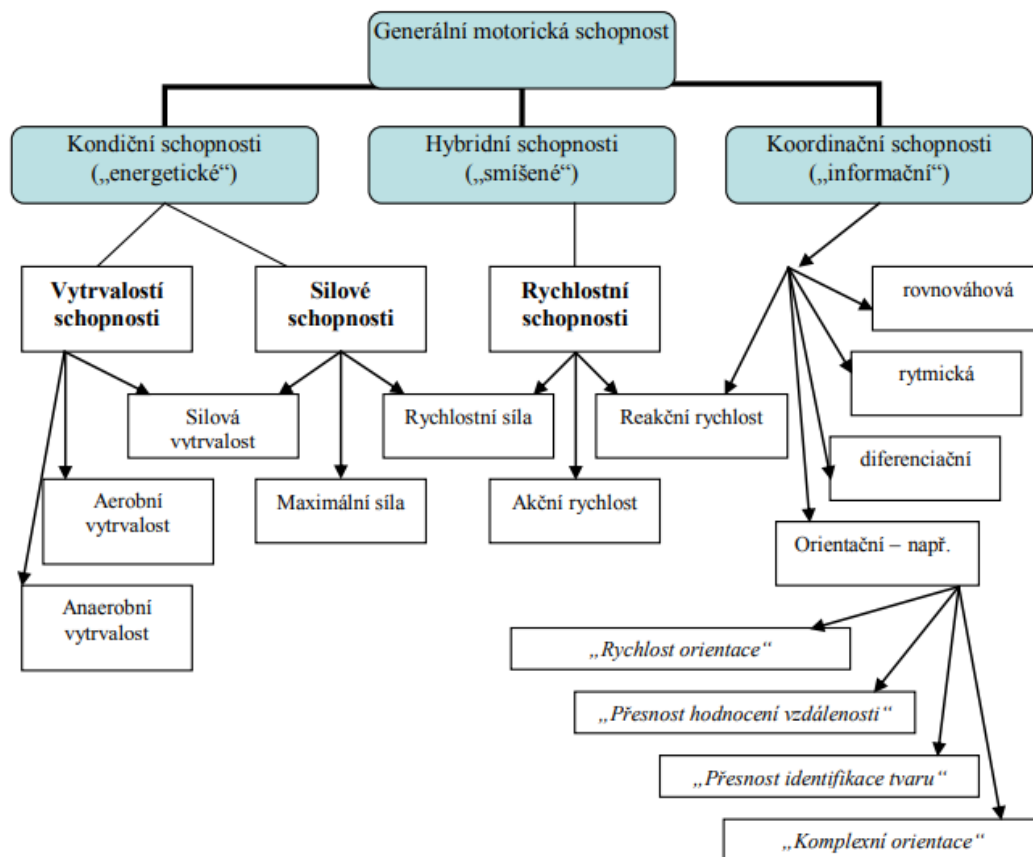 Generální motorická schopnost
Kondiční schopnosti
(„energetické“)
Hybridní schopnosti
(„smíšené“)
Koordinační schopnosti
(„informační“)
Vytrvalostí
schopnosti
Silové
schopnosti
Rychlostní
schopnosti
rovnováhová
rytmická
diferenciační
Silová
vytrvalost
Rychlostní síla
Reakční rychlost
Aerobní
vytrvalost
Maximální síla
Akční rychlost
Orientační – např.
Anaerobní
vytrvalost
„Rychlost orientace“
„Přesnost hodnocení vzdálenosti“
„Přesnost identifikace tvaru“
„Komplexní orientace“